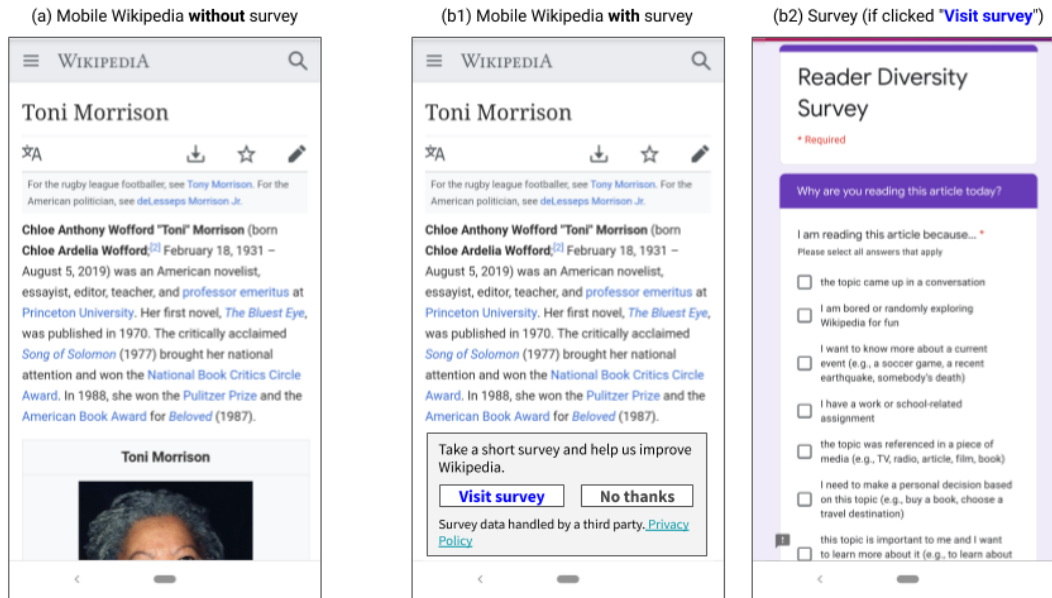 (a) Mobile Wikipedia without survey
WIKIPEDIA
Toni Morrison
For the rugby league footballer, see Tony Morrison. For the
American politician, see deLesseps Morrison Jr.
Chloe Anthony Wofford "Toni" Morrison (born
Chloe Ardelia Wofford;[2] February 18, 1931 –
August 5, 2019) was an American novelist,
essayist, editor, teacher, and professor emeritus at
Princeton University. Her first novel, The Bluest Eye,
was published in 1970. The critically acclaimed
Song of Solomon (1977) brought her national
attention and won the National Book Critics Circle
Award. In 1988, she won the Pulitzer Prize and the
American Book Award for Beloved (1987).
Toni Morrison
(b1) Mobile Wikipedia with survey
WIKIPEDIA
Toni Morrison
For the rugby league footballer, see Tony Morrison. For the
American politician, see deLesseps Morrison Jr.
Chloe Anthony Wofford "Toni" Morrison (born
Chloe Ardelia Wofford;[2] February 18, 1931 –
August 5, 2019) was an American novelist,
essayist, editor, teacher, and professor emeritus at
Princeton University. Her first novel, The Bluest Eye,
was published in 1970. The critically acclaimed
Song of Solomon (1977) brought her national
attention and won the National Book Critics Circle
Award. In 1988, she won the Pulitzer Prize and the
American Book Award for Beloved (1987).
Take a short survey and help us improve
Wikipedia.
Visit survey
No thanks
Survey data handled by a third party. Privacy
Policy
(b2) Survey (if clicked "Visit survey")
Reader Diversity
Survey
* Required
Why are you reading this article today?
I am reading this article because... *
Please select all answers that apply
the topic came up in a conversation
I am bored or randomly exploring
Wikipedia for fun
I want to know more about a current
event (e.g., a soccer game, a recent
earthquake, somebody's death)
I have a work or school-related
assignment
the topic was referenced in a piece of
media (e.g., TV, radio, article, film, book)
I need to make a personal decision based
on this topic (e.g., buy a book, choose a
travel destination)
this topic is important to me and I want
to learn more about it (e.g., to learn about